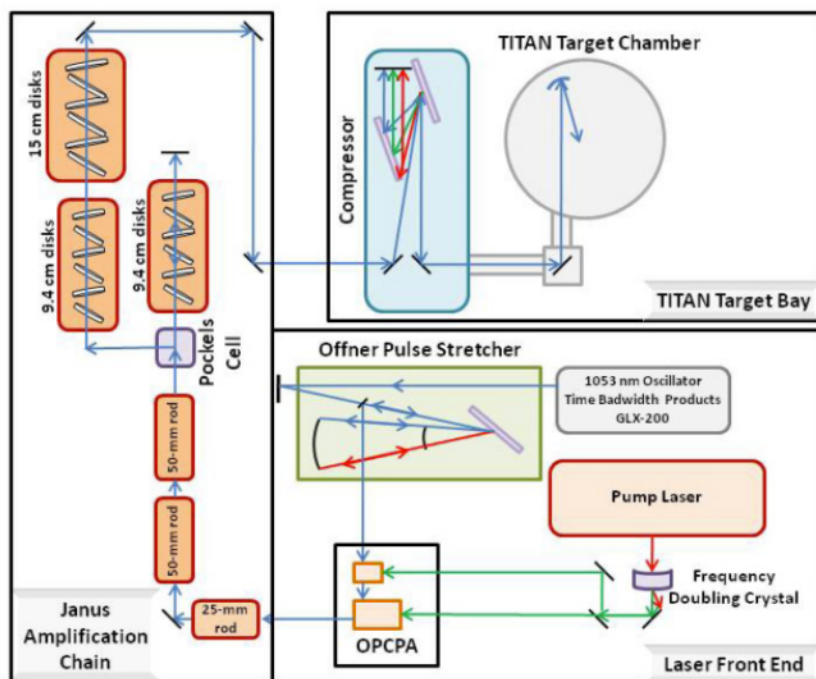 15 cm disks
9.4 cm disks
9.4 cm disks
Pockels
Cell
50-mm rod
50-mm rod
25-mm
rod
Janus
Amplification
Chain
Compressor
TITAN Target Chamber
TITAN Target Bay
Offner Pulse Stretcher
1053 nm Oscillator
Time Badwidth Products
GLX-200
Pump Laser
Frequency
Doubling Crystal
OPCPA
Laser Front End